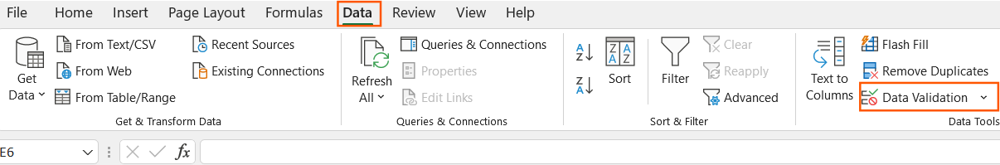 File Home Insert Page Layout Formulas Data Review View Help
Get Data
From Text/CSV
From Web
From Table/Range
Recent Sources
Existing Connections
Get & Transform Data
Refresh All
Queries & Connections
Properties
Edit Links
Queries & Connections
A
Z
Z
A
Z A
A Z
Sort
Filter
Clear
Reapply
Advanced
Sort & Filter
Text to
Columns
Flash Fill
Remove Duplicates
Data Validation
Data Tools
E6 fx